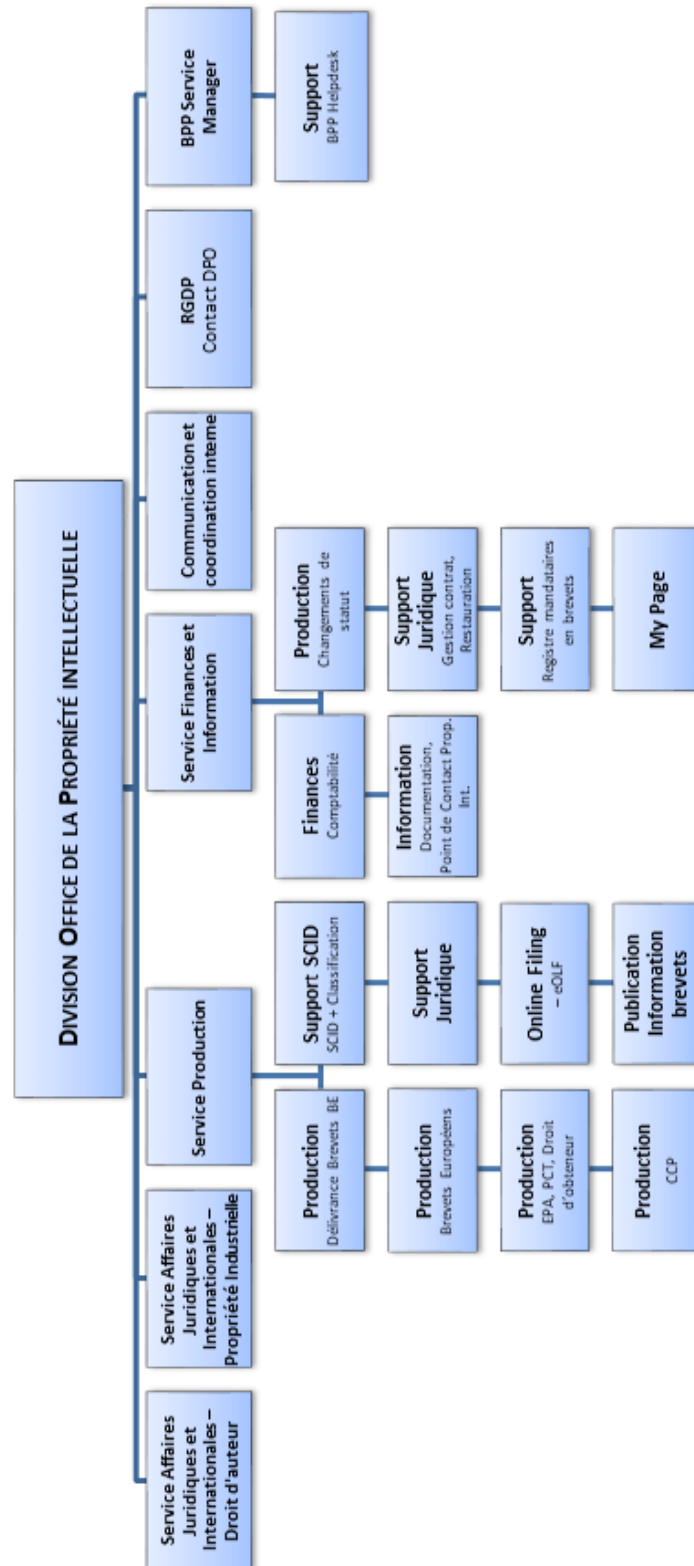 DIVISION OFFICE DE LA PROPRIÉTÉ INTELLECTUELLE
Service Affaires
Juridiques et
Internationales –
Droit d'auteur
Service Affaires
Juridiques et
Internationales –
Propriété Industrielle
Service Production
Service Finances et
Information
Communication et
coordination interne
RGDP
Contact DPO
BPP Service
Manager
Production
Délivrance Brevets BE
Support SCID
SCID + Classification
Production
Brevets Européens
Support
Juridique
Production
EPA, PCT, Droit
d'obteneur
Online Filing
– eOLF
Production
CCP
Publication
Information
brevets
Finances
Comptabilité
Production
Changements de
statut
Information
Documentation,
Point de Contact Prop.
Int.
Support
Juridique
Gestion contrat,
Restauration
Support
Registre mandataires
en brevets
My Page
Support
BPP Helpdesk